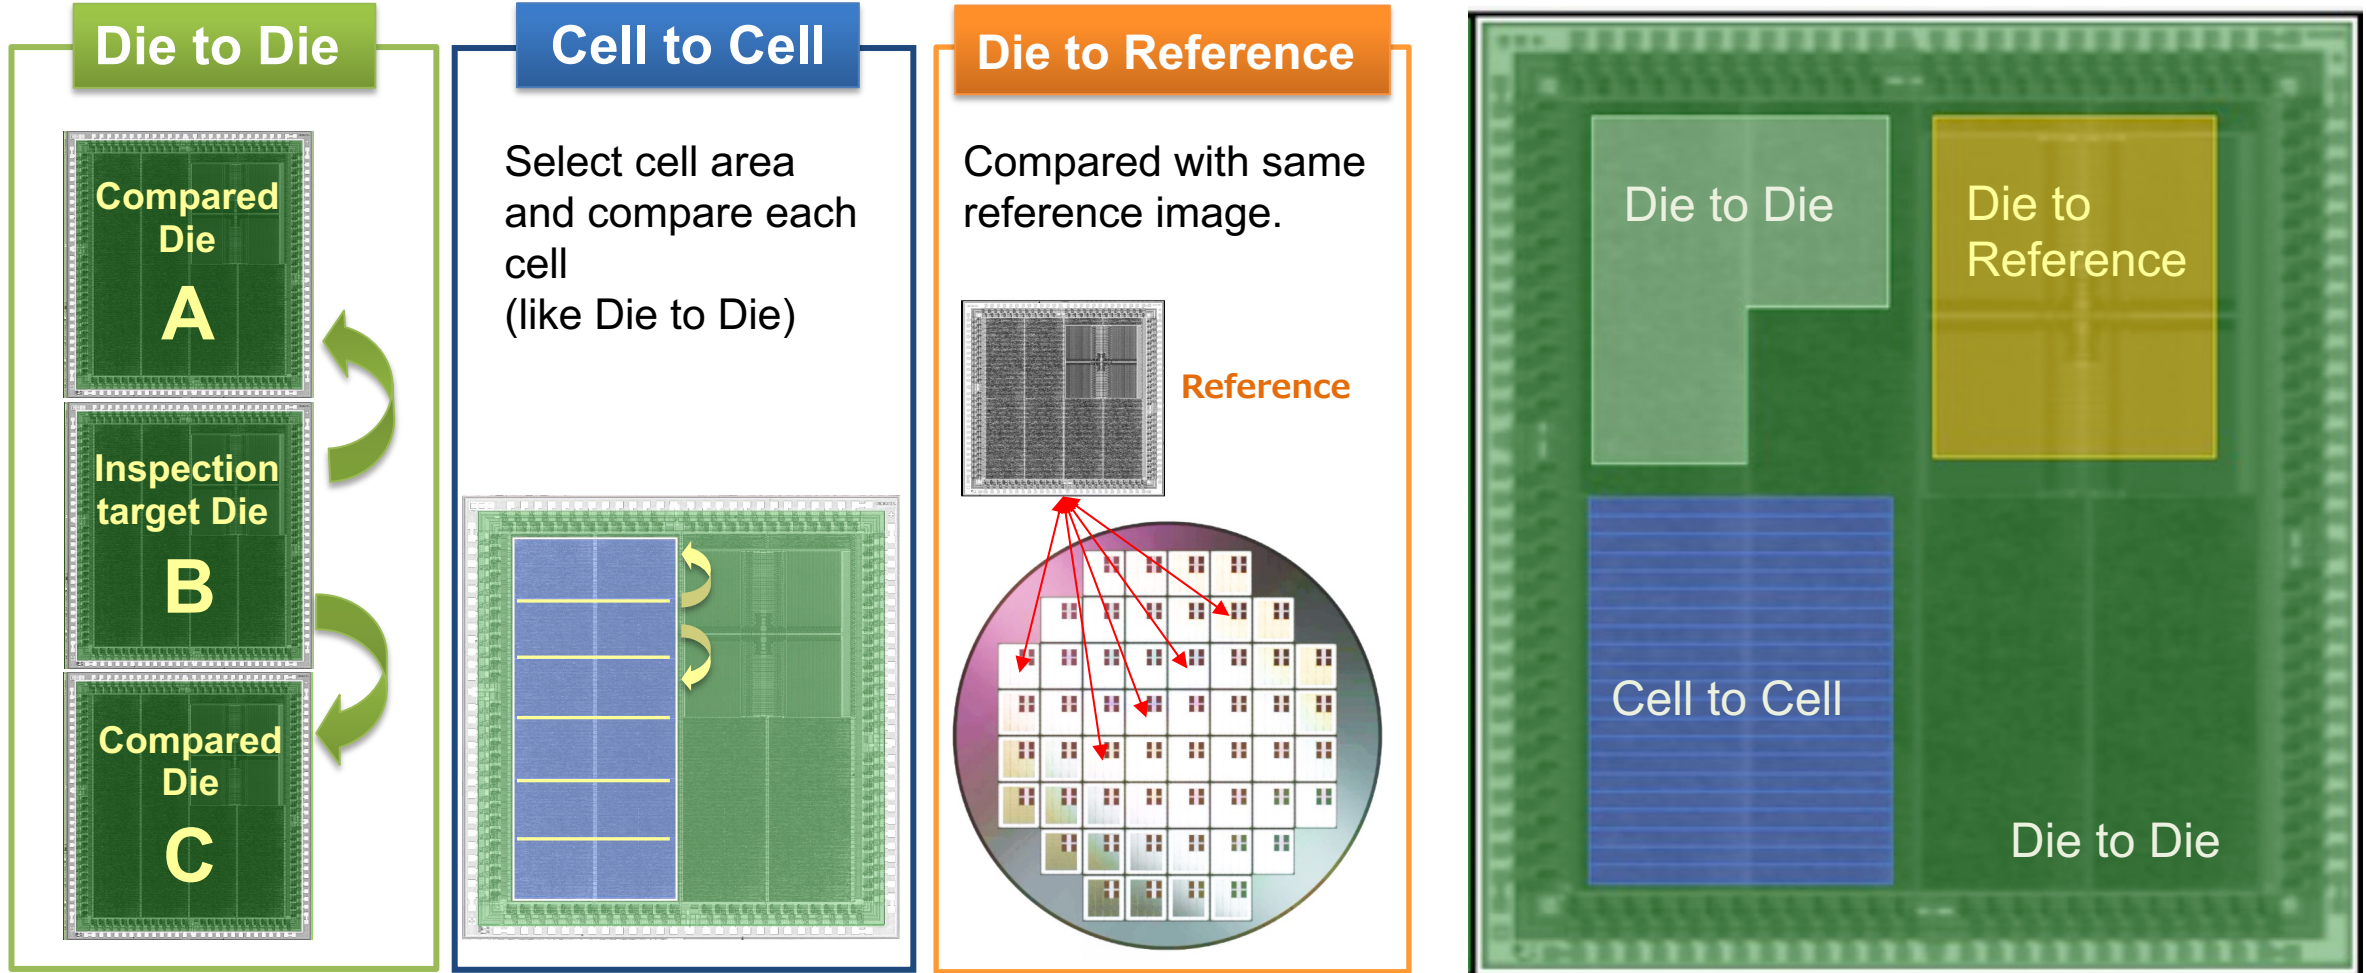 Die to Die
Compared
Die
A
Inspection
target Die
B
Compared
Die
C
Cell to Cell
Select cell area
and compare each
cell
(like Die to Die)
Die to Reference
Compared with same
reference image.
Reference
Die to Die
Die to
Reference
Cell to Cell
Die to Die